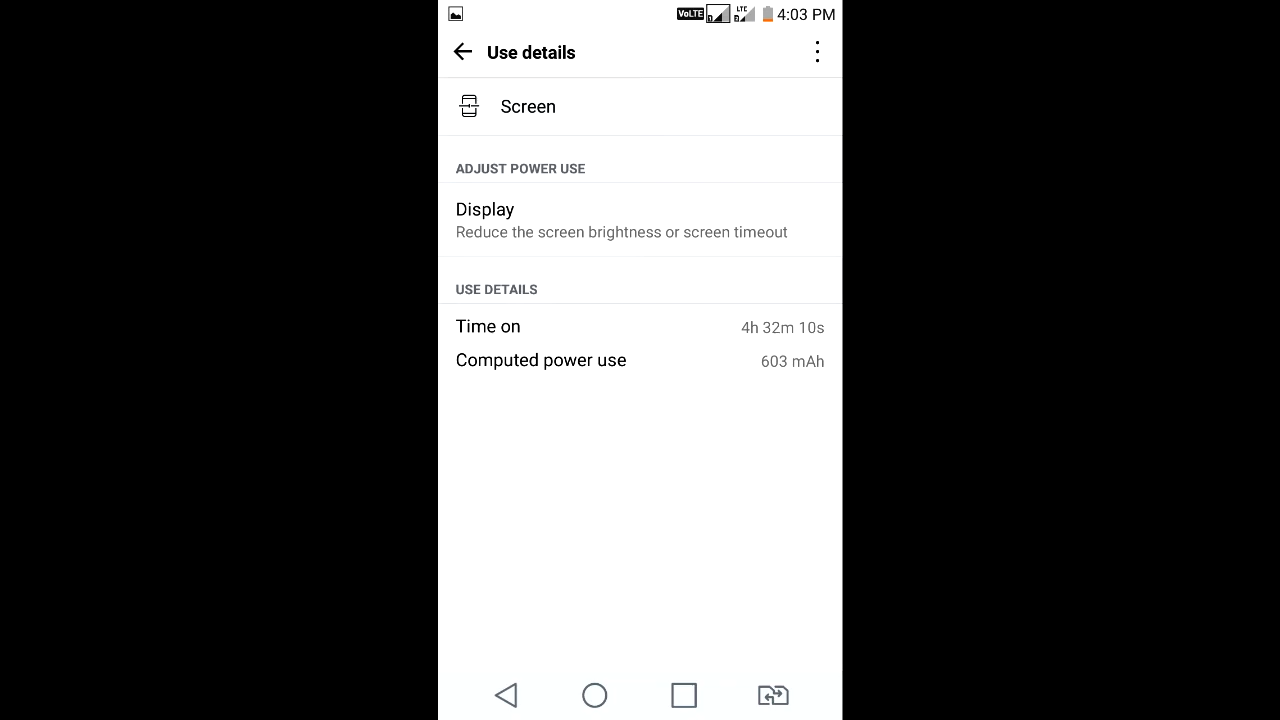 VoLTE LTE 4:03 PM
Use details
Screen
ADJUST POWER USE
Display
Reduce the screen brightness or screen timeout
USE DETAILS
Time on 4h 32m 10s
Computed power use 603 mAh